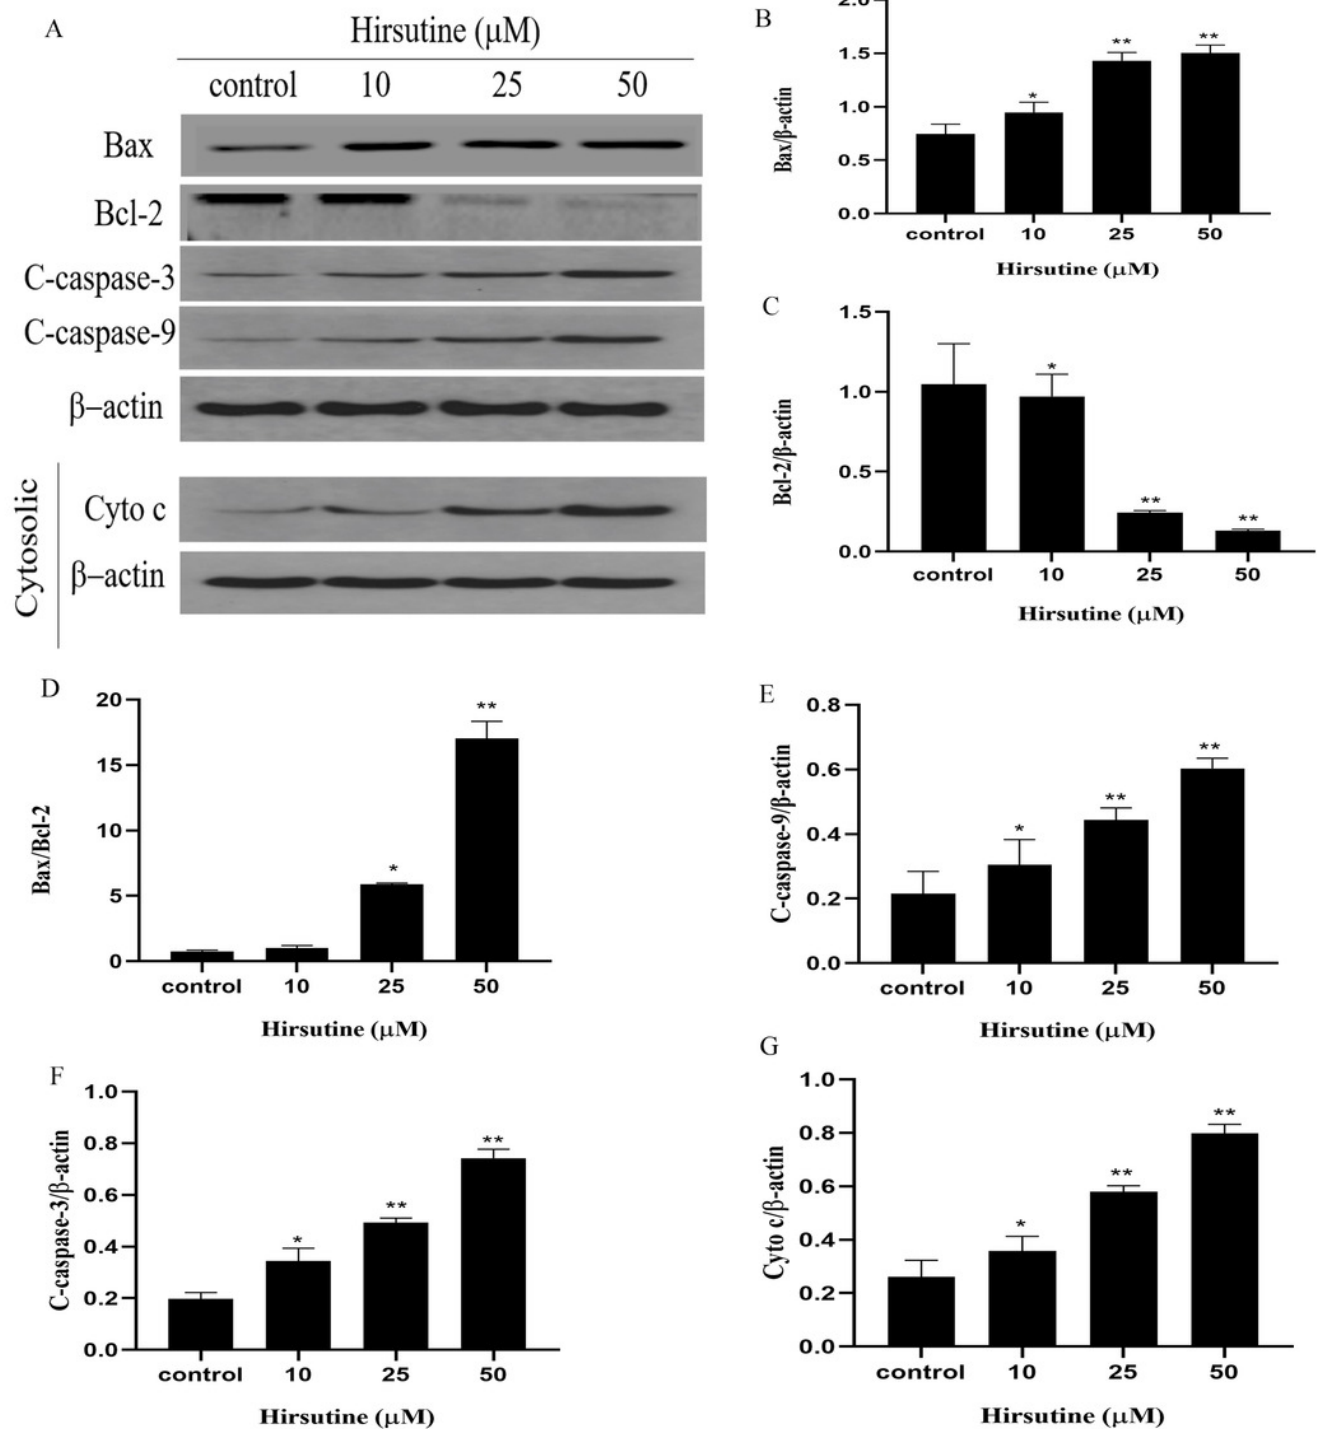 A
Hirsutine (μM)
control 10 25 50
Bax
Bcl-2
C-caspase-3
C-caspase-9
β–actin
Cytosolic
Cyto c
β–actin
B
2.0
1.5
1.0
0.5
0.0
Bax/β-actin
* ** **
control 10 25 50
Hirsutine (μM)
C
1.5
1.0
0.5
0.0
Bcl-2/β-actin
* ** **
control 10 25 50
Hirsutine (μM)
D
20
15
10
5
0
Bax/Bcl-2
* **
control 10 25 50
Hirsutine (μM)
E
0.8
0.6
0.4
0.2
0.0
C-caspase-9/β-actin
* ** **
control 10 25 50
Hirsutine (μM)
F
1.0
0.8
0.6
0.4
0.2
0.0
C-caspase-3/β-actin
* ** **
control 10 25 50
Hirsutine (μM)
G
1.0
0.8
0.6
0.4
0.2
0.0
Cyto c/β-actin
* ** **
control 10 25 50
Hirsutine (μM)